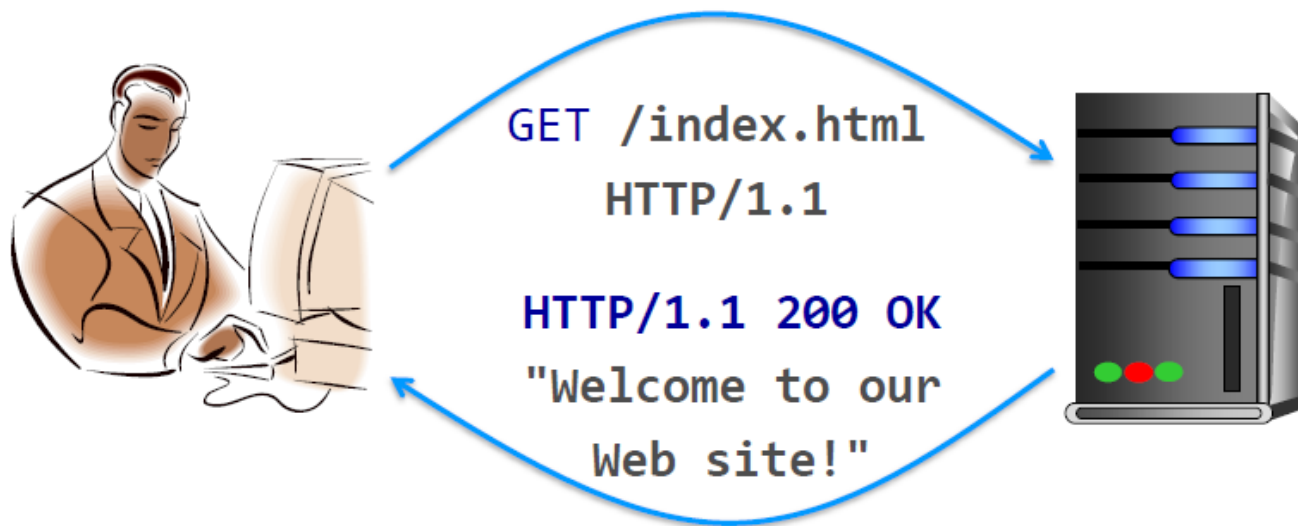 GET /index.html
HTTP/1.1
HTTP/1.1 200 OK
"Welcome to our
Web site!"